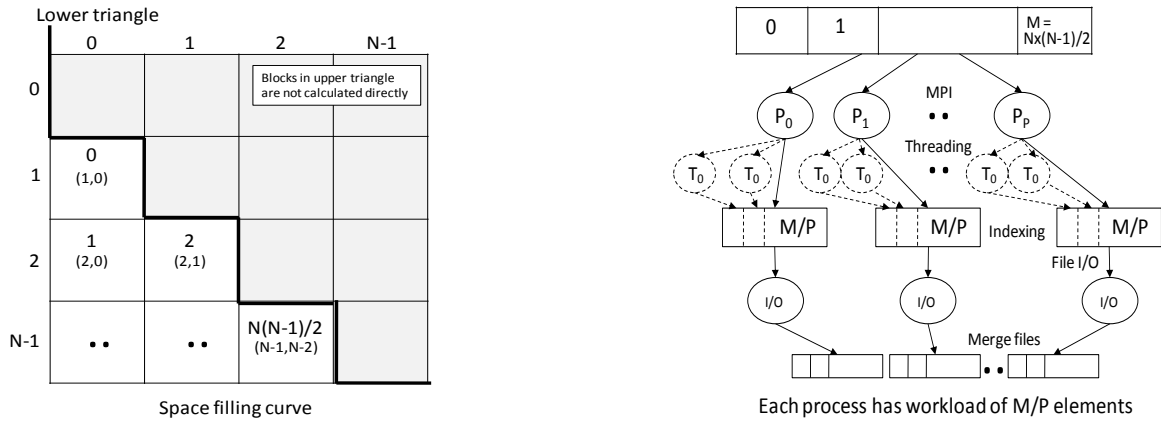 Lower triangle
0 1 2 N-1
0
Blocks in upper triangle
are not calculated directly
1
0
(1,0)
2
1
(2,0)
2
(2,1)
N-1
..
..
N(N-1)/2
(N-1,N-2)
Space filling curve
0 1 M =
Nx(N-1)/2
MPI
P0 P1 .. PP
Threading
T0 T0 T0 T0 .. T0 T0
M/P M/P Indexing M/P
File I/O
I/O I/O I/O
Merge files
..
Each process has workload of M/P elements